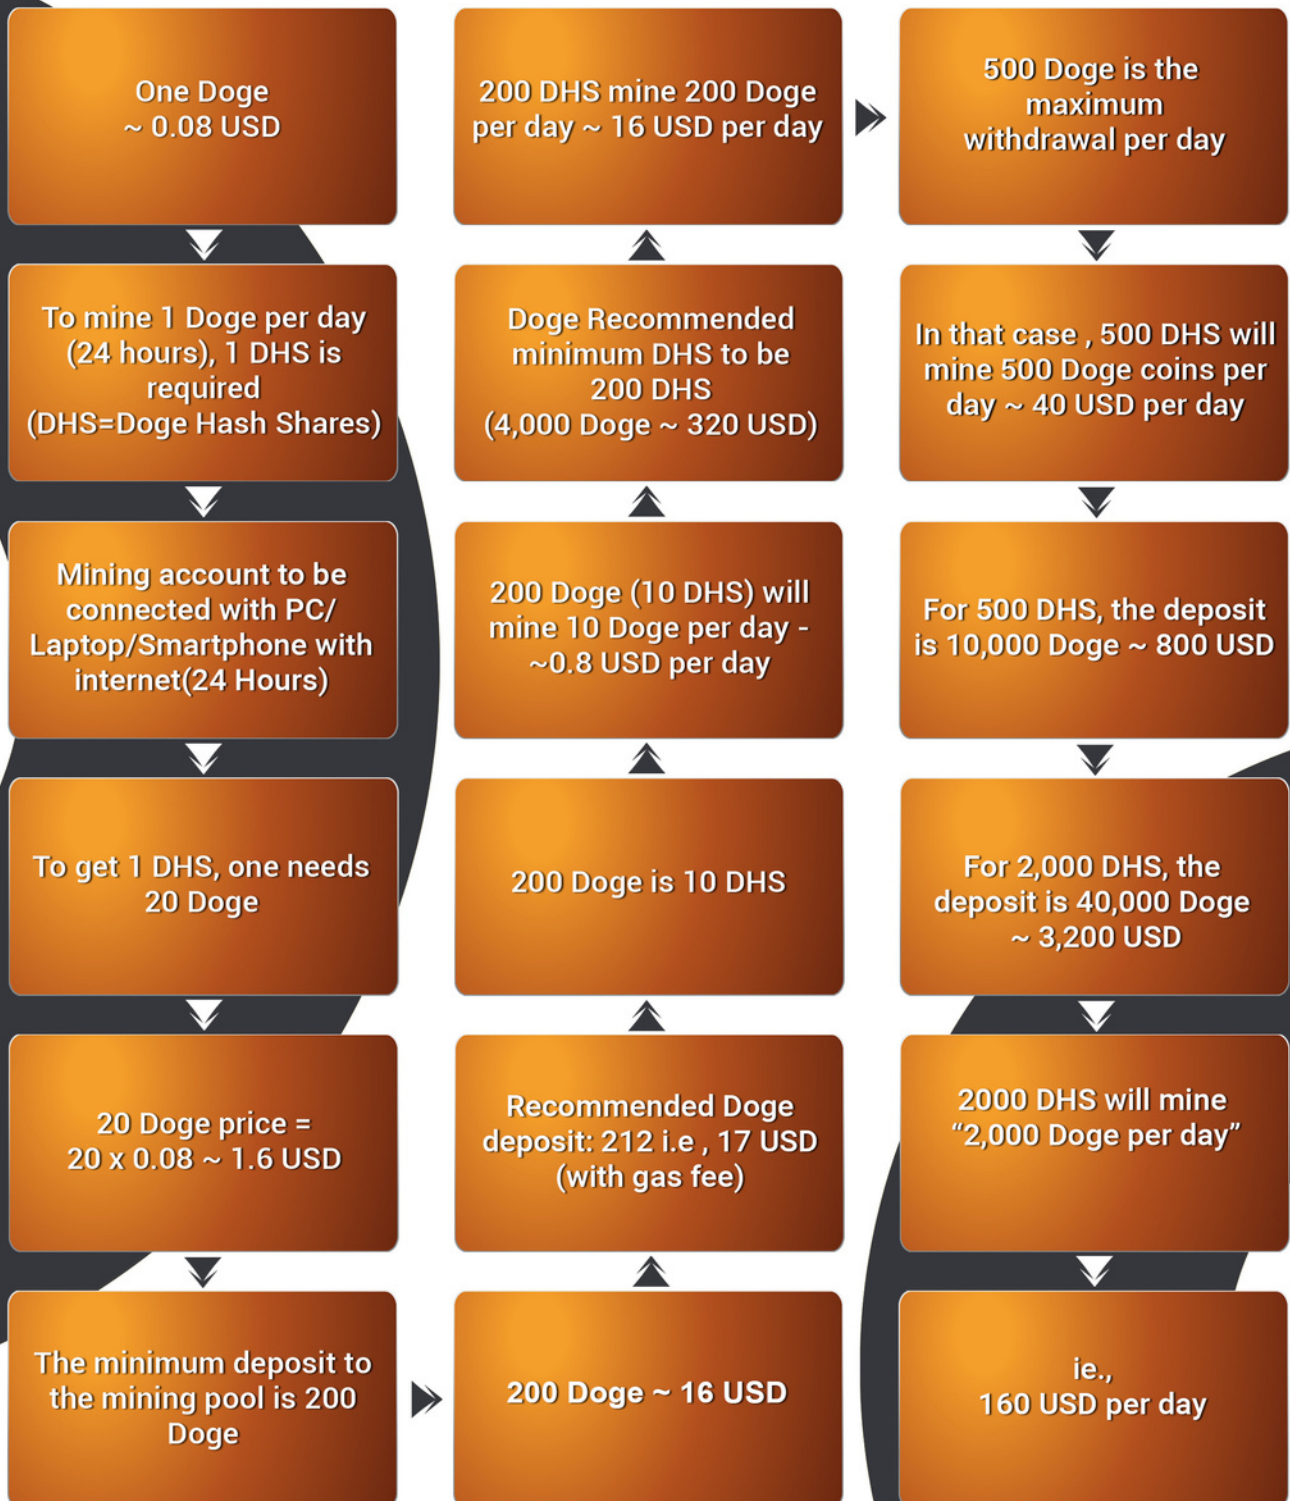 One Doge
~ 0.08 USD
To mine 1 Doge per day
(24 hours), 1 DHS is
required
(DHS=Doge Hash Shares)
Mining account to be
connected with PC/
Laptop/Smartphone with
internet(24 Hours)
To get 1 DHS, one needs
20 Doge
20 Doge price =
20 x 0.08 ~ 1.6 USD
The minimum deposit to
the mining pool is 200
Doge
200 Doge ~ 16 USD
Recommended Doge
deposit: 212 i.e , 17 USD
(with gas fee)
200 Doge is 10 DHS
200 Doge (10 DHS) will
mine 10 Doge per day -
~0.8 USD per day
Doge Recommended
minimum DHS to be
200 DHS
(4,000 Doge ~ 320 USD)
200 DHS mine 200 Doge
per day ~ 16 USD per day
500 Doge is the
maximum
withdrawal per day
In that case , 500 DHS will
mine 500 Doge coins per
day ~ 40 USD per day
For 500 DHS, the deposit
is 10,000 Doge ~ 800 USD
For 2,000 DHS, the
deposit is 40,000 Doge
~ 3,200 USD
2000 DHS will mine
“2,000 Doge per day”
ie.,
160 USD per day